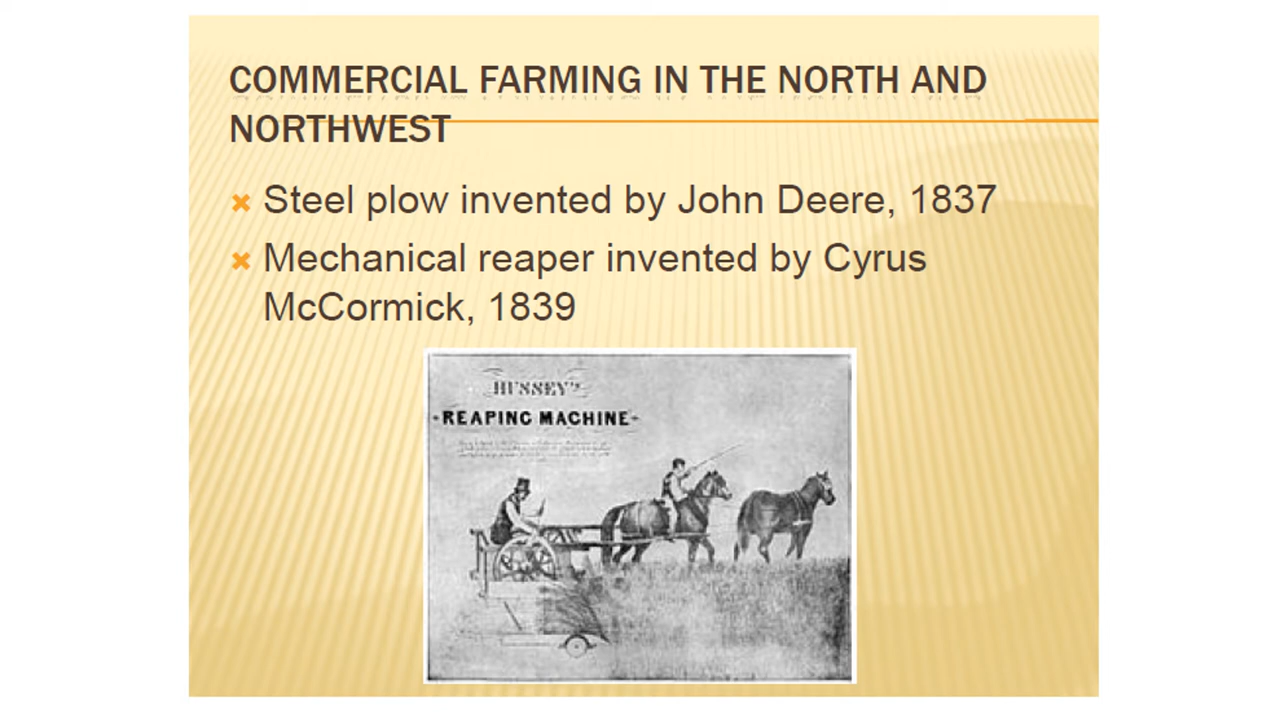 COMMERCIAL FARMING IN THE NORTH AND
NORTHWEST
Steel plow invented by John Deere, 1837
Mechanical reaper invented by Cyrus
McCormick, 1839
HUSSEY'S
REAPING MACHINE